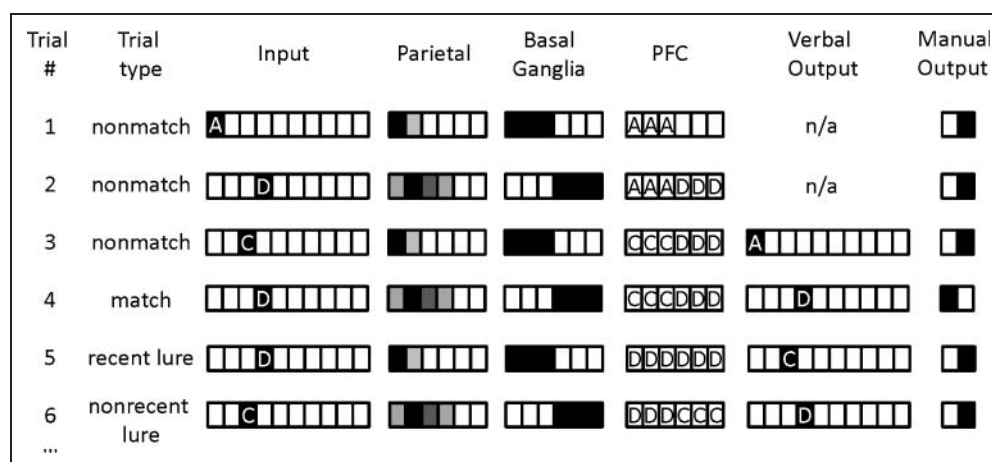 Trial # Trial type Input Parietal Basal Ganglia PFC Verbal Output Manual Output
1 nonmatch A AAA n/a
2 nonmatch D AAADDD n/a
3 nonmatch C CCCDDD A
4 match D CCCDDD D
5 recent lure D DDDDDD C
6 nonrecent lure C DDDCCC D
...